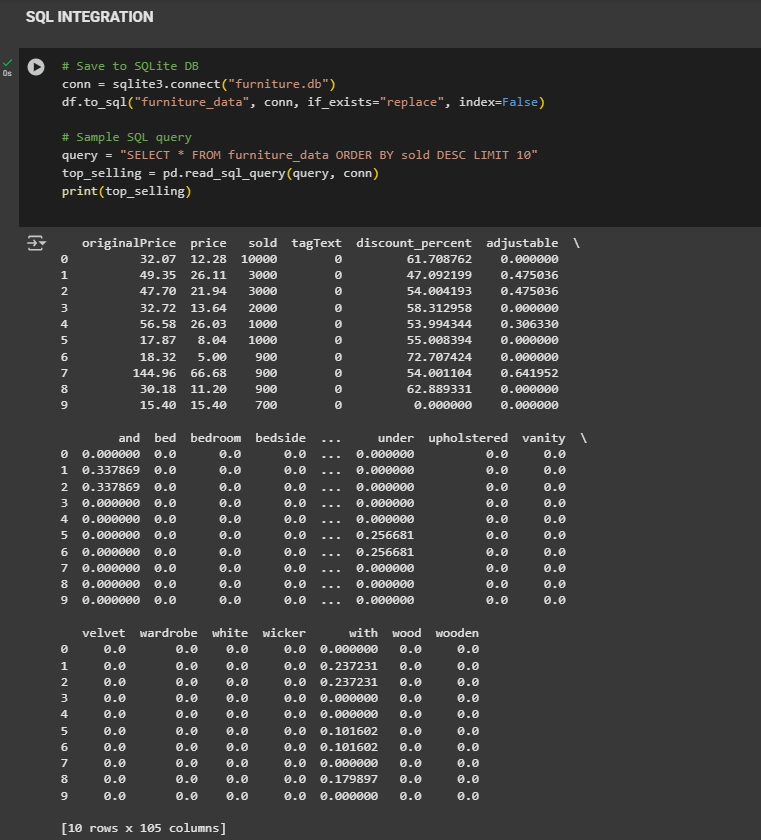 SQL INTEGRATION
0s
# Save to SQLite DB
conn = sqlite3.connect("furniture.db")
df.to_sql("furniture_data", conn, if_exists="replace", index=False)
# Sample SQL query
query = "SELECT * FROM furniture_data ORDER BY sold DESC LIMIT 10"
top_selling = pd.read_sql_query(query, conn)
print(top_selling)
originalPrice price sold tagText discount_percent adjustable \
0 32.07 12.28 10000 0 61.708762 0.000000
1 49.35 26.11 3000 0 47.092199 0.475036
2 47.70 21.94 3000 0 54.004193 0.475036
3 32.72 13.64 2000 0 58.312958 0.000000
4 56.58 26.03 1000 0 53.994344 0.306330
5 17.87 8.04 1000 0 55.008394 0.000000
6 18.32 5.00 900 0 72.707424 0.000000
7 144.96 66.68 900 0 54.001104 0.641952
8 30.18 11.20 900 0 62.889331 0.000000
9 15.40 15.40 700 0 0.000000 0.000000
and bed bedroom bedside ... under upholstered vanity \
0 0.000000 0.0 0.0 0.0 ... 0.000000 0.0 0.0
1 0.337869 0.0 0.0 0.0 ... 0.000000 0.0 0.0
2 0.337869 0.0 0.0 0.0 ... 0.000000 0.0 0.0
3 0.000000 0.0 0.0 0.0 ... 0.000000 0.0 0.0
4 0.000000 0.0 0.0 0.0 ... 0.000000 0.0 0.0
5 0.000000 0.0 0.0 0.0 ... 0.256681 0.0 0.0
6 0.000000 0.0 0.0 0.0 ... 0.256681 0.0 0.0
7 0.000000 0.0 0.0 0.0 ... 0.000000 0.0 0.0
8 0.000000 0.0 0.0 0.0 ... 0.000000 0.0 0.0
9 0.000000 0.0 0.0 0.0 ... 0.000000 0.0 0.0
velvet wardrobe white wicker with wood wooden
0 0.0 0.0 0.0 0.0 0.000000 0.0 0.0
1 0.0 0.0 0.0 0.0 0.237231 0.0 0.0
2 0.0 0.0 0.0 0.0 0.237231 0.0 0.0
3 0.0 0.0 0.0 0.0 0.000000 0.0 0.0
4 0.0 0.0 0.0 0.0 0.000000 0.0 0.0
5 0.0 0.0 0.0 0.0 0.101602 0.0 0.0
6 0.0 0.0 0.0 0.0 0.101602 0.0 0.0
7 0.0 0.0 0.0 0.0 0.000000 0.0 0.0
8 0.0 0.0 0.0 0.0 0.179897 0.0 0.0
9 0.0 0.0 0.0 0.0 0.000000 0.0 0.0
[10 rows x 105 columns]